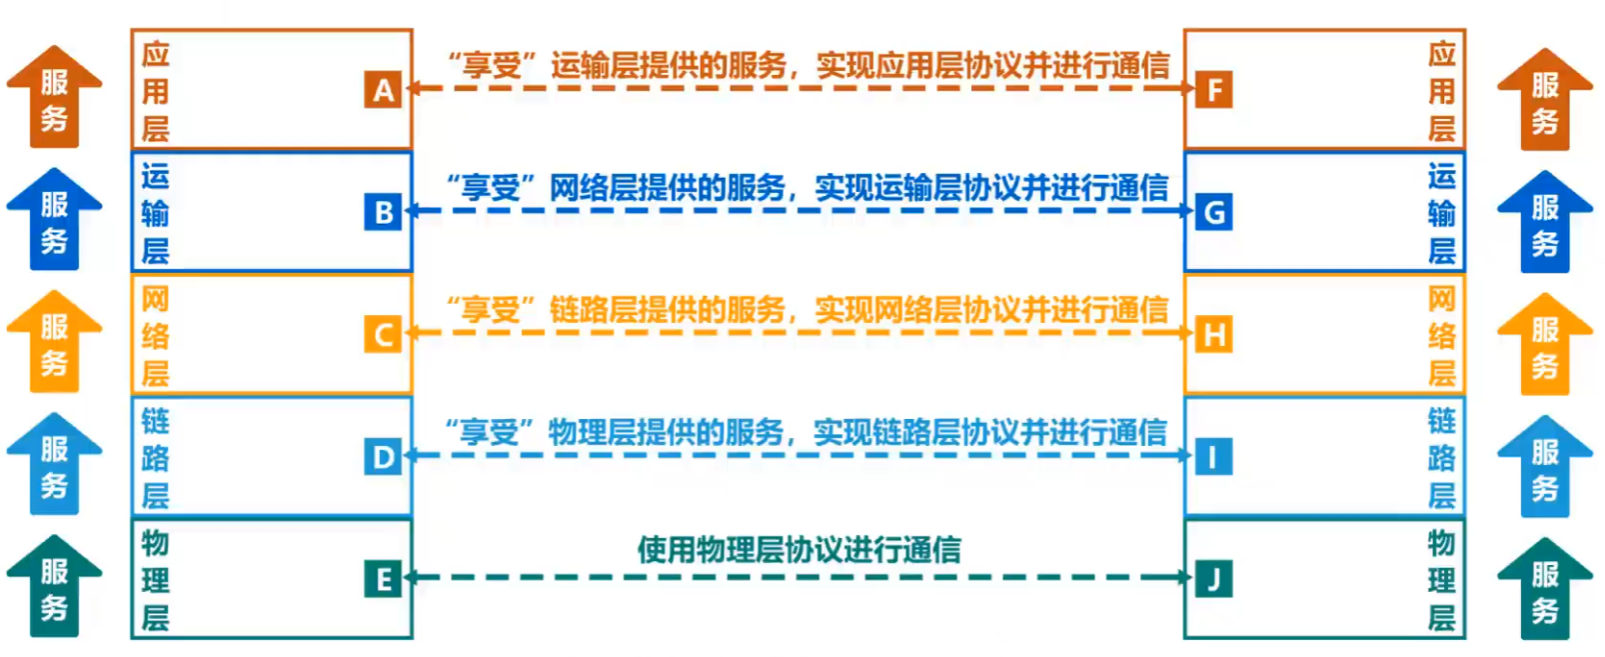 服务
应用层
A
“享受”运输层提供的服务，实现应用层协议并进行通信
F
应用层
服务
服务
运输层
B
“享受”网络层提供的服务，实现运输层协议并进行通信
G
运输层
服务
服务
网络层
C
“享受”链路层提供的服务，实现网络层协议并进行通信
H
网络层
服务
服务
链路层
D
“享受”物理层提供的服务，实现链路层协议并进行通信
I
链路层
服务
服务
物理层
E
使用物理层协议进行通信
J
物理层
服务